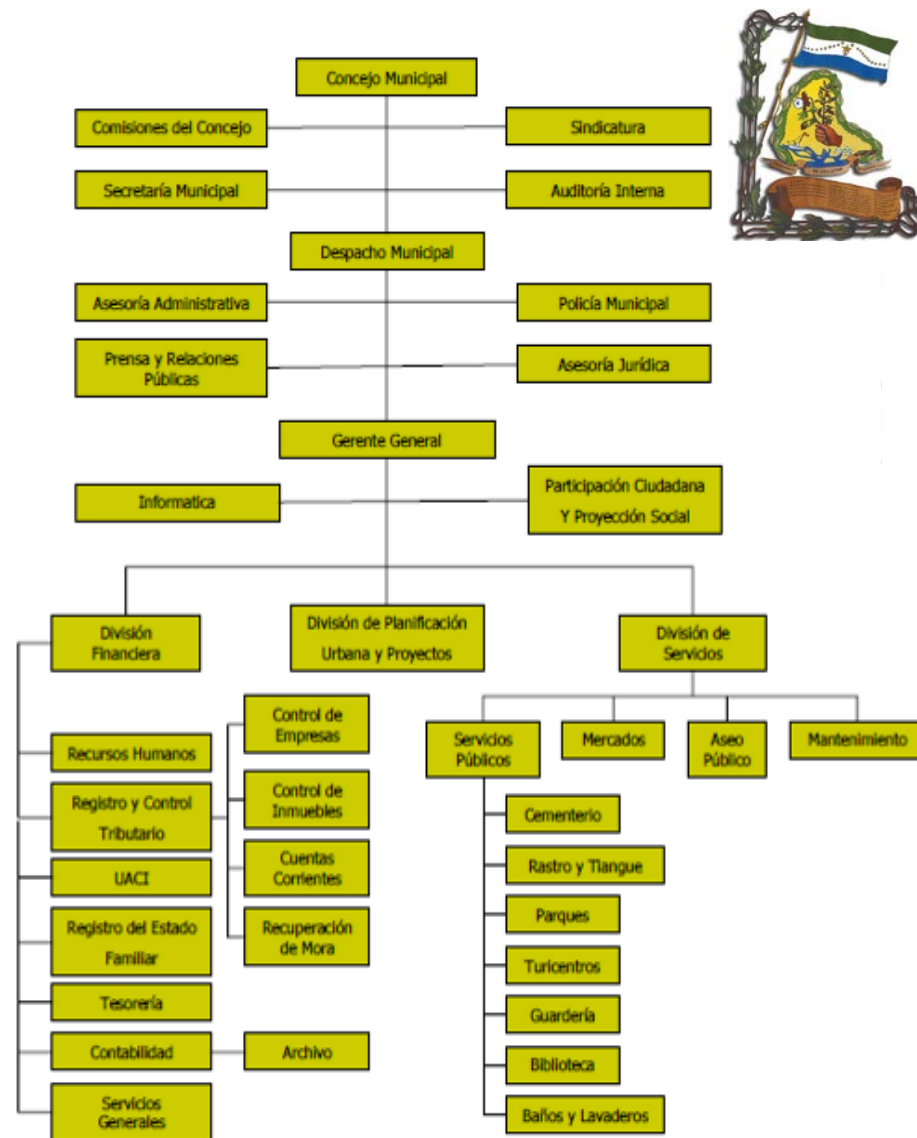 Concejo Municipal
Comisiones del Concejo
Sindicatura
Secretaría Municipal
Auditoría Interna
Despacho Municipal
Asesoría Administrativa
Policía Municipal
Prensa y Relaciones
Públicas
Asesoría Jurídica
Gerente General
Informatica
Participación Ciudadana
Y Proyección Social
División
Financiera
División de Planificación
Urbana y Proyectos
División de
Servicios
Recursos Humanos
Registro y Control
Tributario
UACI
Registro del Estado
Familiar
Tesorería
Contabilidad
Servicios
Generales
Control de
Empresas
Control de
Inmuebles
Cuentas
Corrientes
Recuperación
de Mora
Archivo
Servicios
Públicos
Mercados
Aseo
Público
Mantenimiento
Cementerio
Rastro y Tiangue
Parques
Turicentros
Guardería
Biblioteca
Baños y Lavaderos